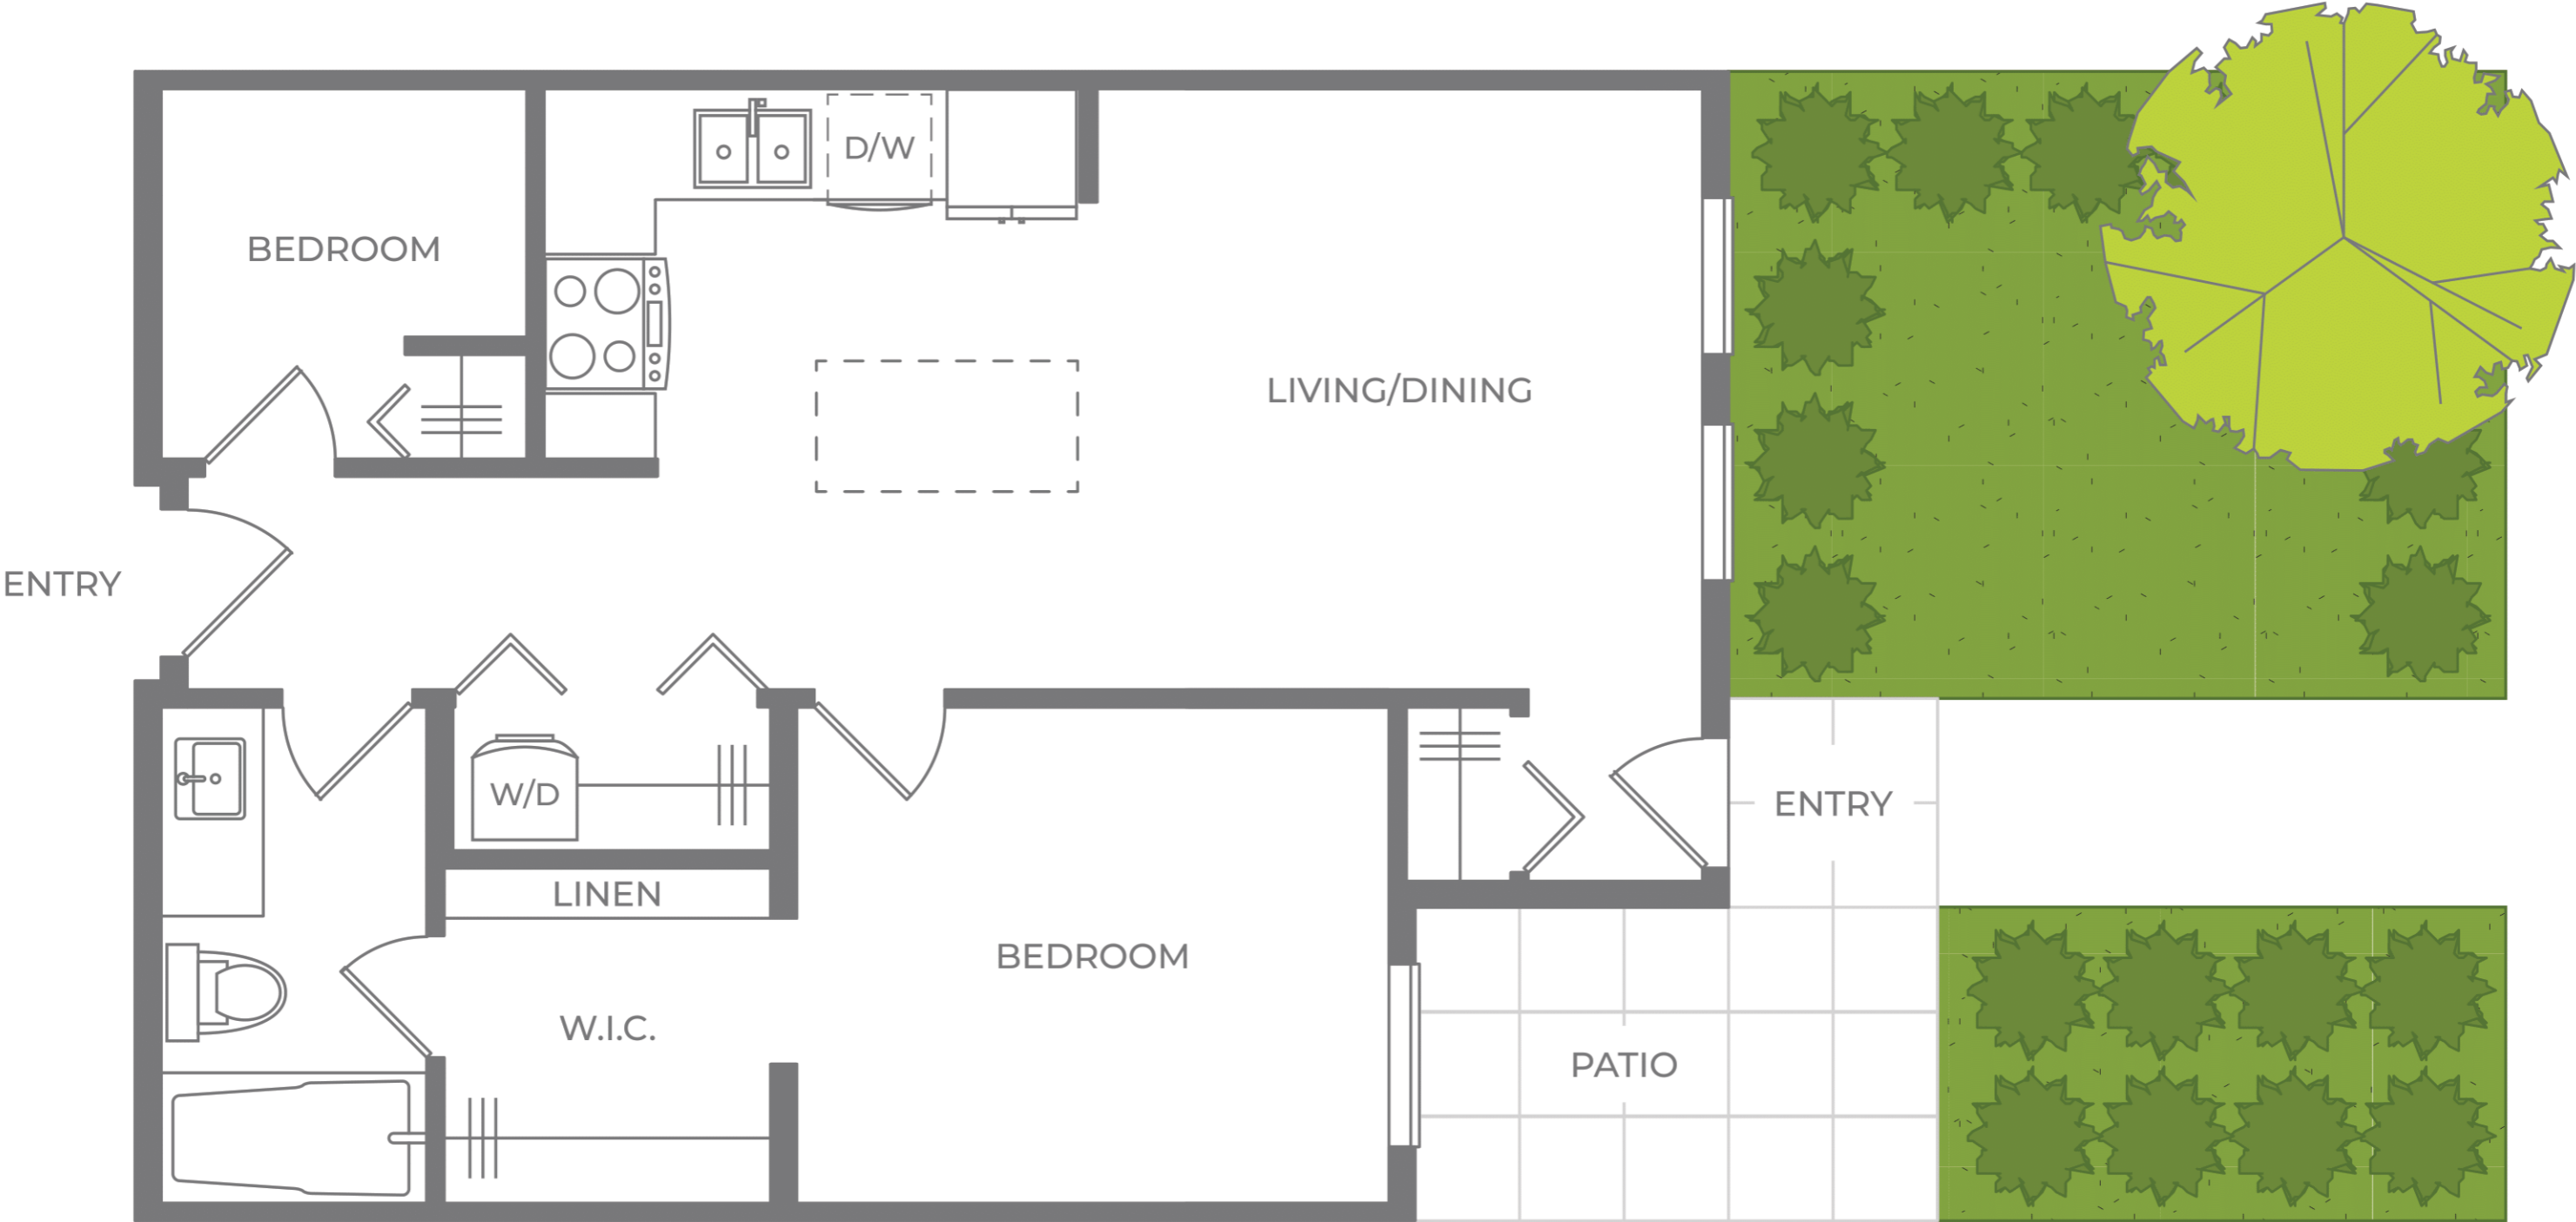 D/W
BEDROOM
LIVING/DINING
ENTRY
W/D
ENTRY
LINEN
BEDROOM
W.I.C.
PATIO